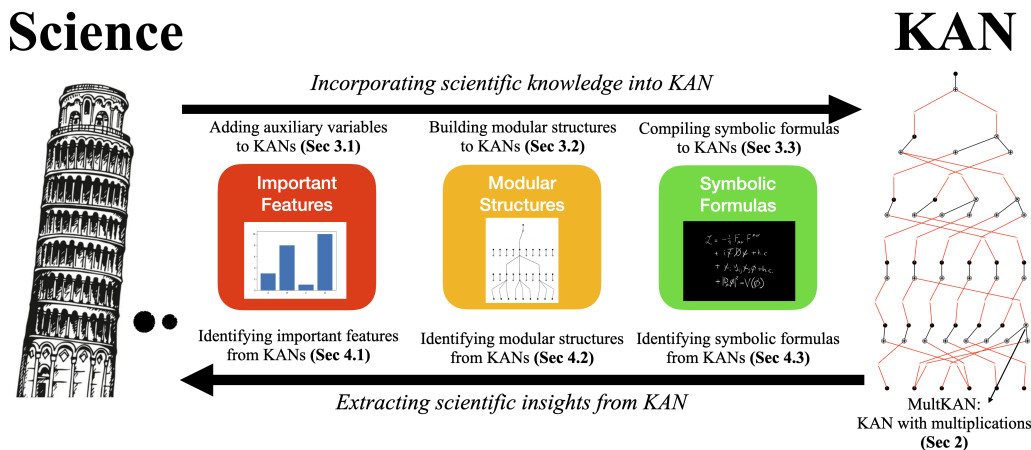 Science
KAN
Incorporating scientific knowledge into KAN
Adding auxiliary variables
to KANs (Sec 3.1)
Building modular structures
to KANs (Sec 3.2)
Compiling symbolic formulas
to KANs (Sec 3.3)
Important
Features
Modular
Structures
Symbolic
Formulas
Identifying important features
from KANs (Sec 4.1)
Identifying modular structures
from KANs (Sec 4.2)
Identifying symbolic formulas
from KANs (Sec 4.3)
Extracting scientific insights from KAN
MultKAN:
KAN with multiplications
(Sec 2)